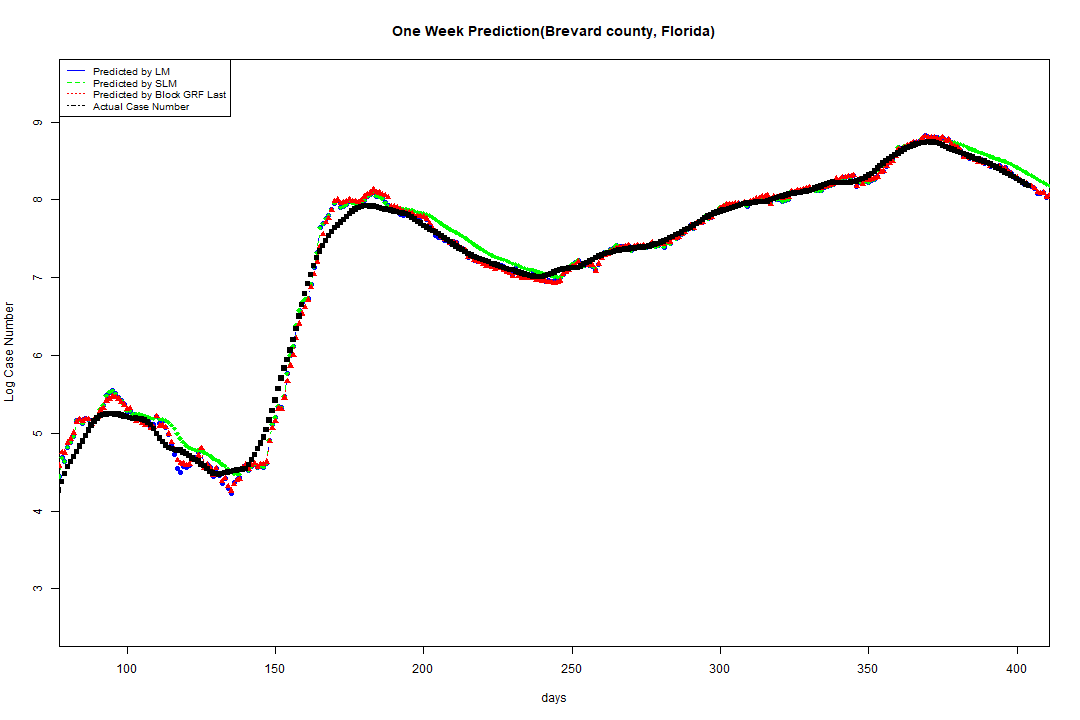 One Week Prediction(Brevard county, Florida)
Predicted by LM
Predicted by SLM
Predicted by Block GRF Last
Actual Case Number
9
8
7
6
5
4
3
Log Case Number
100 150 200 250 300 350 400
days